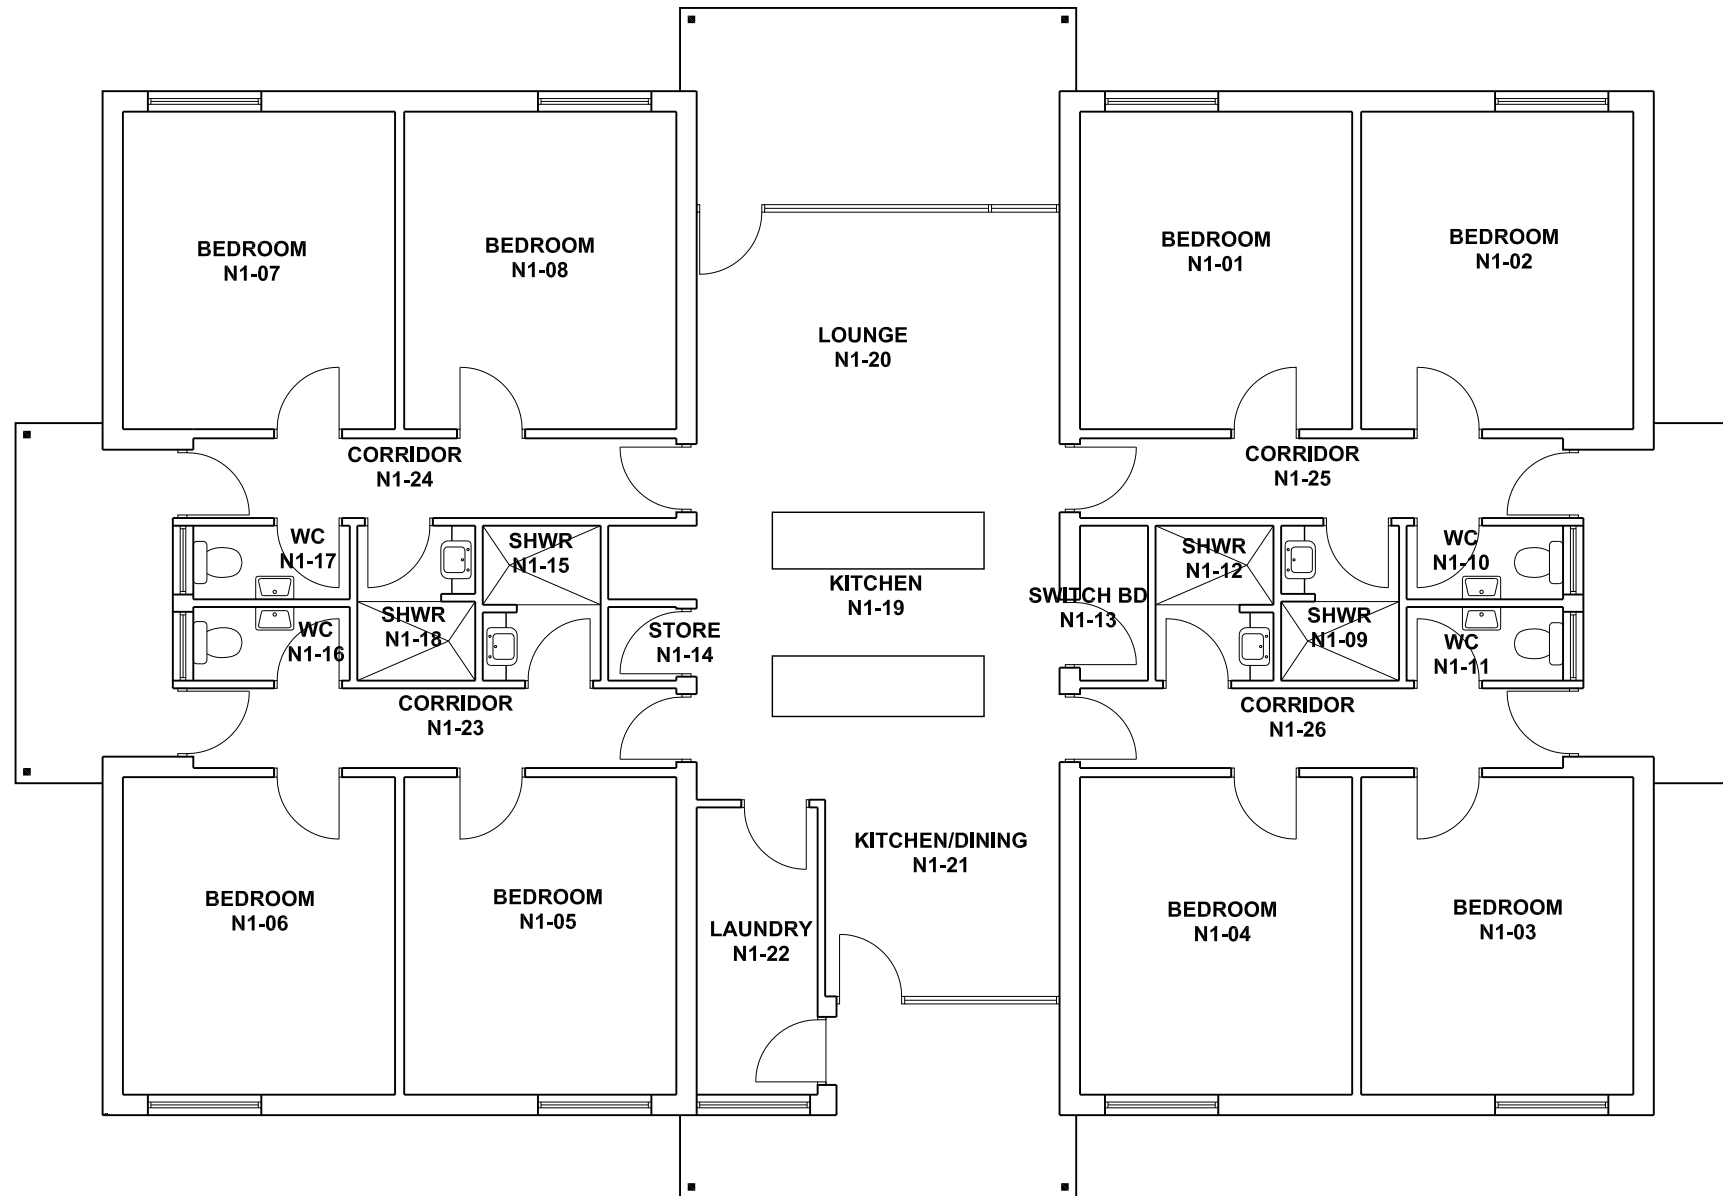 BEDROOM
N1-07
BEDROOM
N1-08
BEDROOM
N1-01
BEDROOM
N1-02
LOUNGE
N1-20
CORRIDOR
N1-24
CORRIDOR
N1-25
WC
N1-17
SHWR
N1-15
KITCHEN
N1-19
SHWR
N1-12
WC
N1-10
SWITCH BD
N1-13
WC
N1-16
SHWR
N1-18
STORE
N1-14
SHWR
N1-09
WC
N1-11
CORRIDOR
N1-23
CORRIDOR
N1-26
KITCHEN/DINING
N1-21
BEDROOM
N1-06
BEDROOM
N1-05
LAUNDRY
N1-22
BEDROOM
N1-04
BEDROOM
N1-03